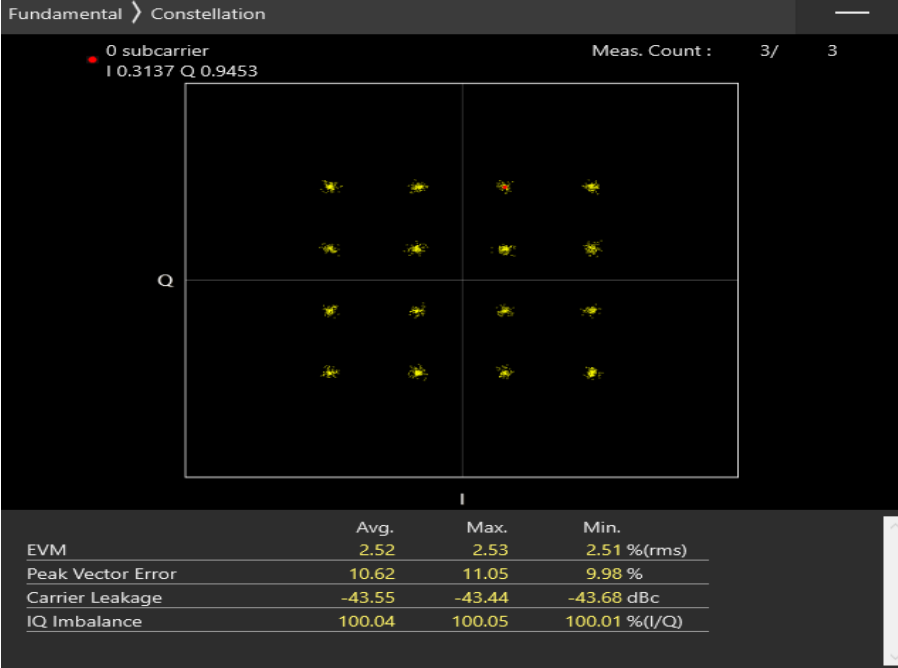 Fundamental 〉 Constellation
0 subcarrier
I 0.3137 Q 0.9453
Meas. Count : 3/ 3
Q
I
Avg. Max. Min.
EVM 2.52 2.53 2.51 %(rms)
Peak Vector Error 10.62 11.05 9.98 %
Carrier Leakage -43.55 -43.44 -43.68 dBc
IQ Imbalance 100.04 100.05 100.01 %(I/Q)